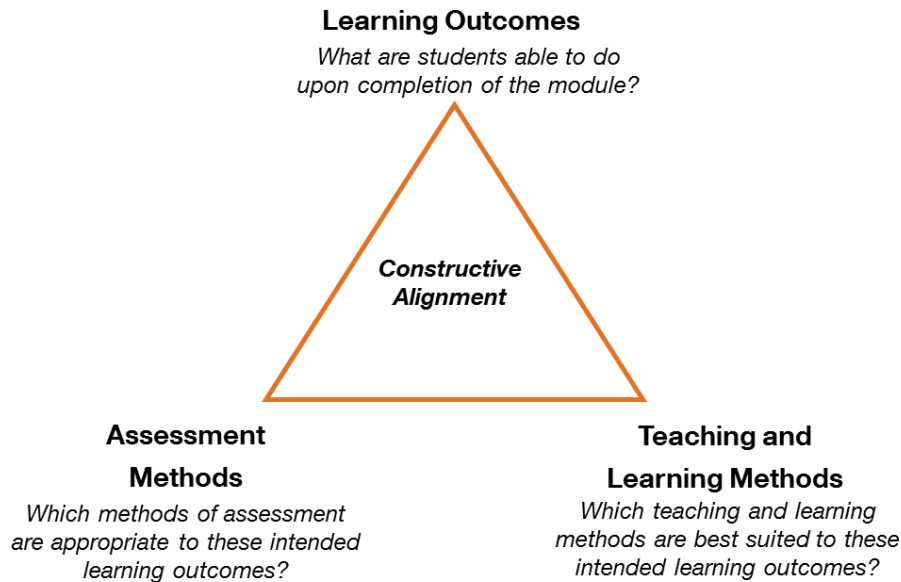 Learning Outcomes
What are students able to do
upon completion of the module?
Constructive
Alignment
Assessment
Methods
Which methods of assessment
are appropriate to these intended
learning outcomes?
Teaching and
Learning Methods
Which teaching and learning
methods are best suited to these
intended learning outcomes?